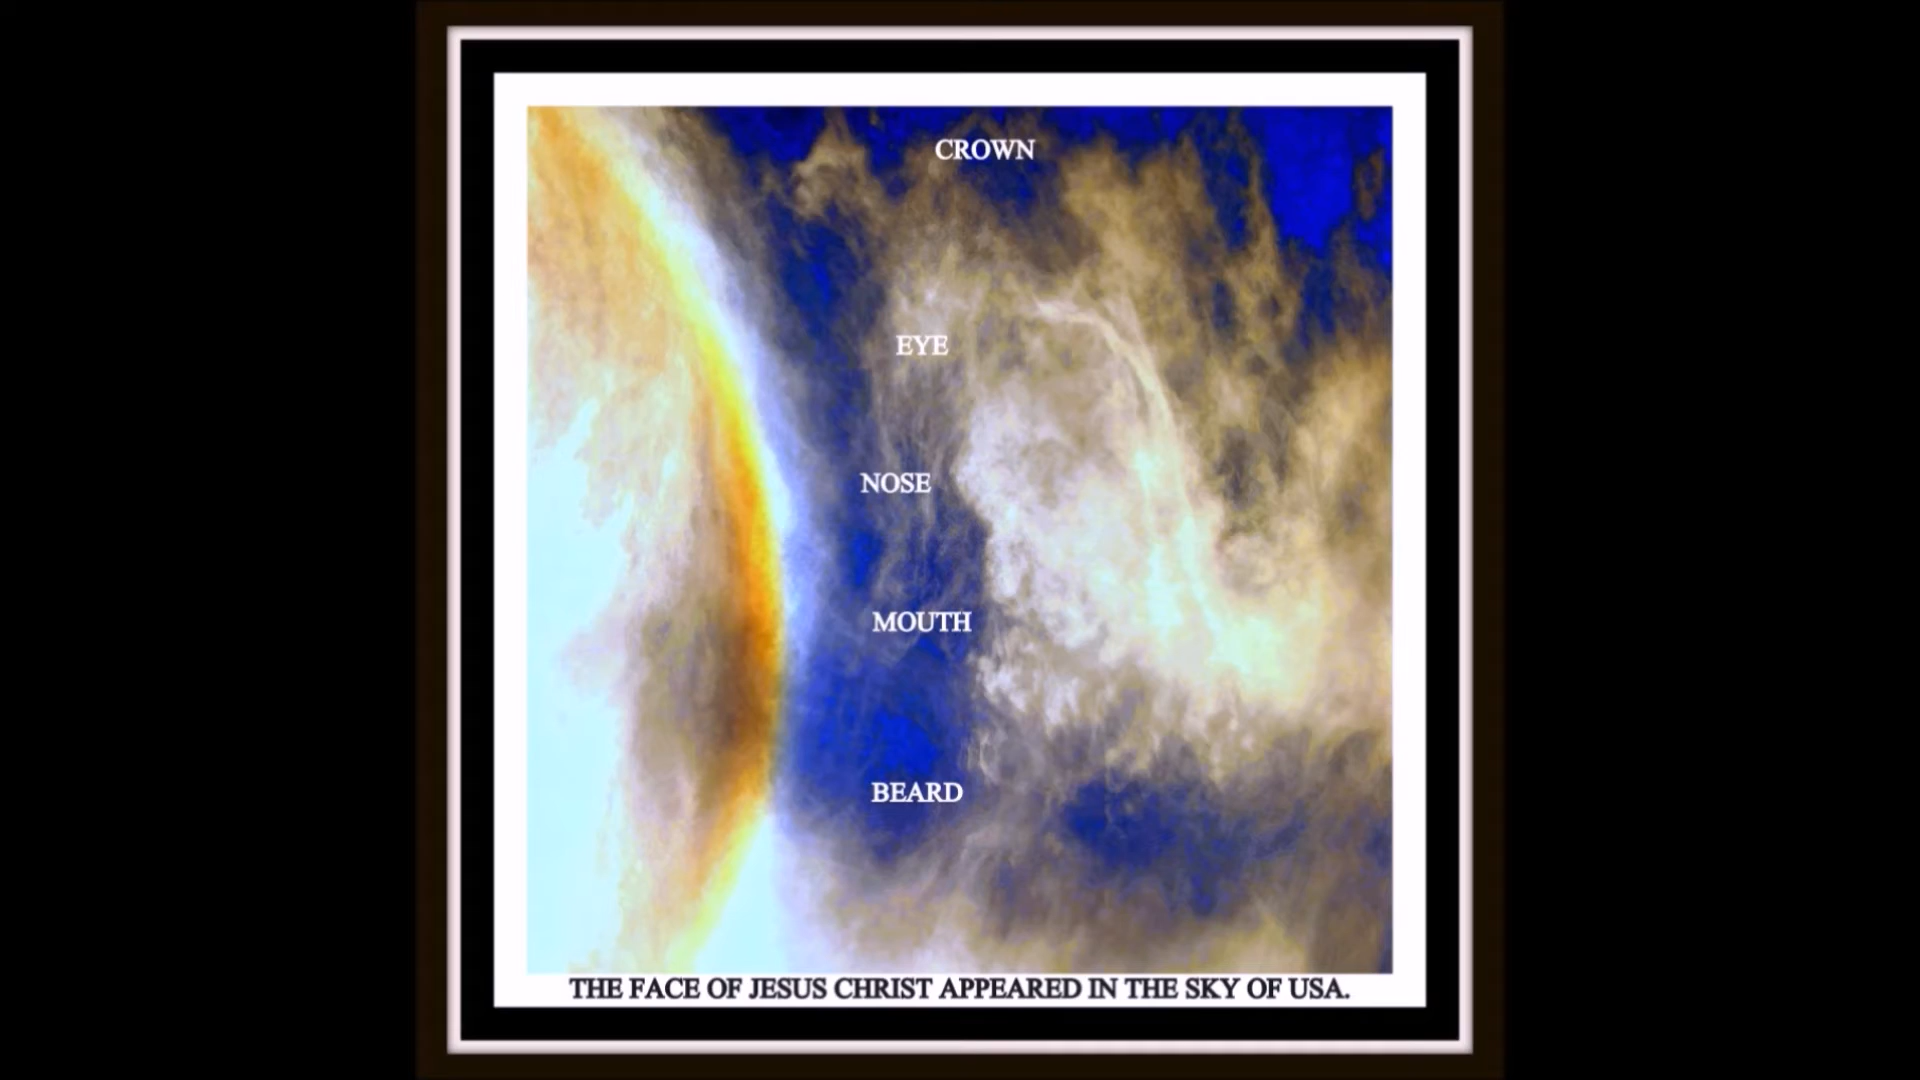 CROWN
EYE
NOSE
MOUTH
BEARD
THE FACE OF JESUS CHRIST APPEARED IN THE SKY OF USA.